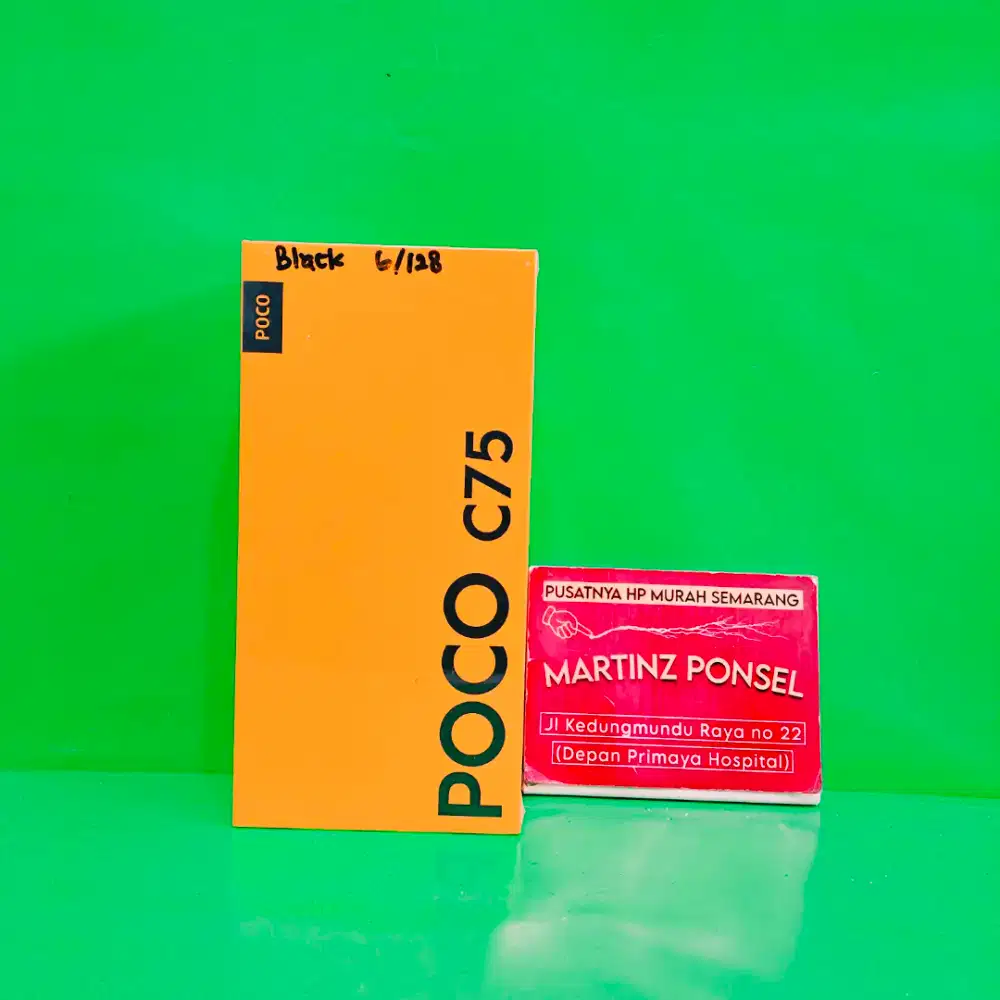 Black 6/128
POCO
POCO C75
PUSATNYA HP MURAH SEMARANG
MARTINZ PONSEL
Jl Kedungmundu Raya no 22
(Depan Primaya Hospital)